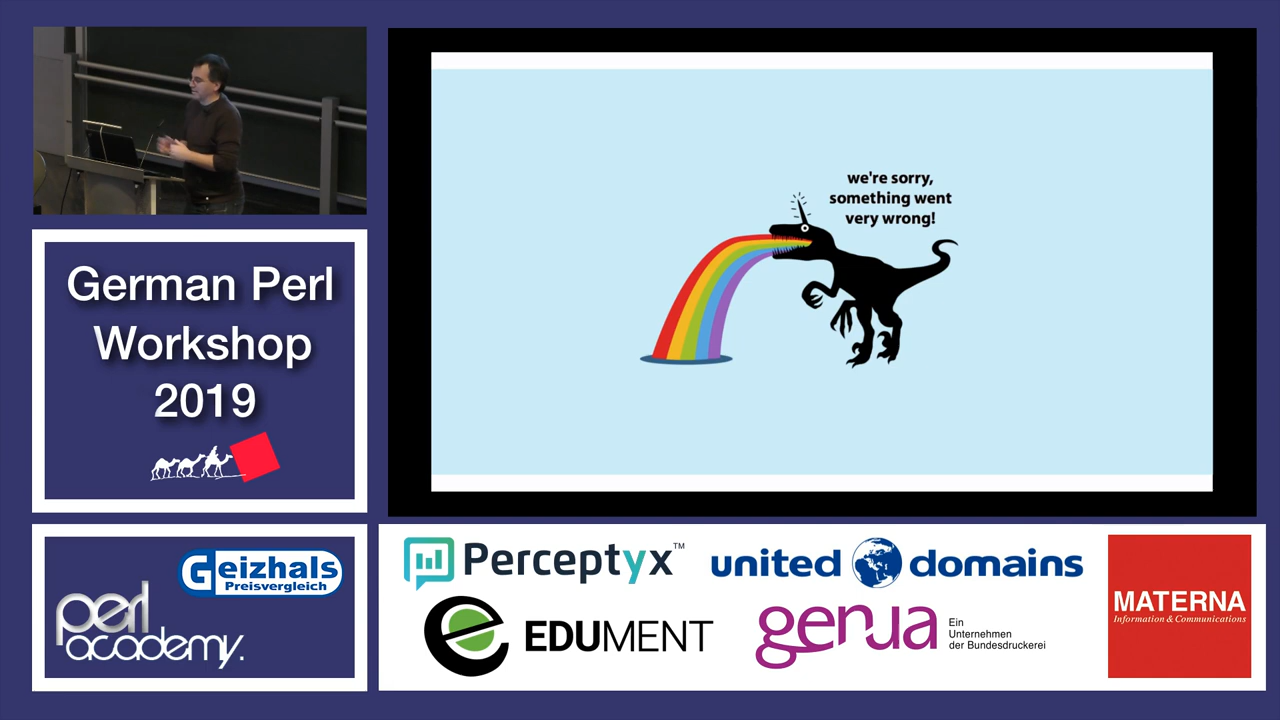 we're sorry,
something went
very wrong!
German Perl
Workshop
2019
Geizhals
Preisvergleich
perl
academy.
Perceptyx™
united domains
EDUMENT
genua
Ein
Unternehmen
der Bundesdruckerei
MATERNA
Information & Communications